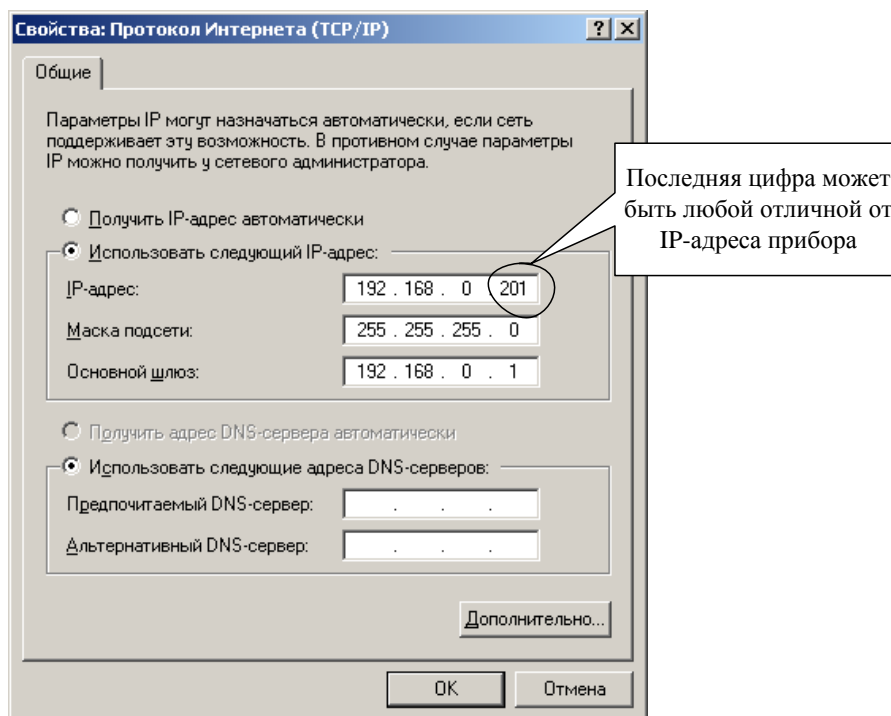 Свойства: Протокол Интернета (TCP/IP)
Общие
Параметры IP могут назначаться автоматически, если сеть
поддерживает эту возможность. В противном случае параметры
IP можно получить у сетевого администратора.
Последняя цифра может
быть любой отличной от
IP-адреса прибора
Получить IP-адрес автоматически
Использовать следующий IP-адрес:
IP-адрес: 192 . 168 . 0 . 201
Маска подсети: 255 . 255 . 255 . 0
Основной шлюз: 192 . 168 . 0 . 1
Получить адрес DNS-сервера автоматически
Использовать следующие адреса DNS-серверов:
Предпочитаемый DNS-сервер: . . .
Альтернативный DNS-сервер: . . .
Дополнительно...
OK Отмена